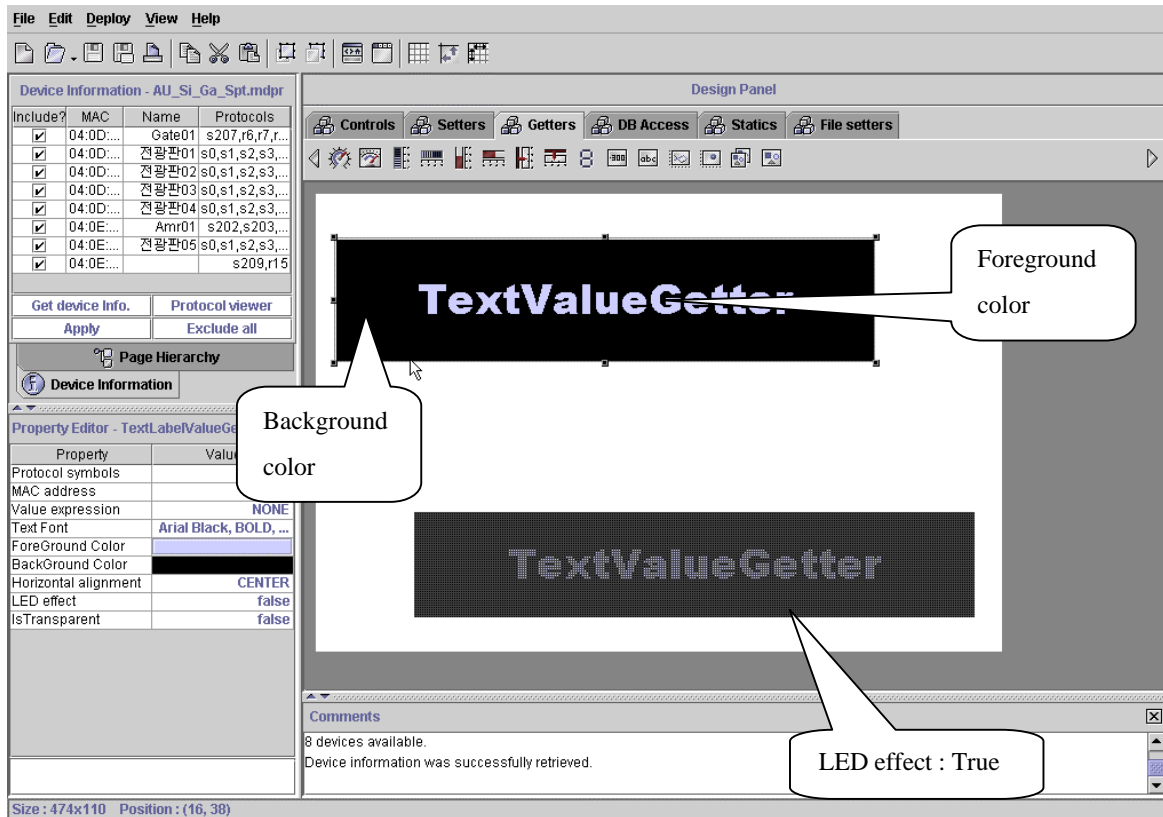 File Edit Deploy View Help
Device Information - AU_Si_Ga_Spt.mdpr
Include? MAC Name Protocols
04:0D:... Gate01 s207,r6,r7,r...
04:0D:... 전광판01 s0,s1,s2,s3,...
04:0D:... 전광판02 s0,s1,s2,s3,...
04:0D:... 전광판03 s0,s1,s2,s3,...
04:0D:... 전광판04 s0,s1,s2,s3,...
04:0E:... Amr01 s202,s203,...
04:0E:... 전광판05 s0,s1,s2,s3,...
04:0E:... s209,r15
Get device Info. Protocol viewer
Apply Exclude all
Page Hierarchy
Device Information
Property Editor - TextLabelValueGe
Property Valu
Protocol symbols
MAC address
Value expression NONE
Text Font Arial Black, BOLD, ...
ForeGround Color
BackGround Color
Horizontal alignment CENTER
LED effect false
IsTransparent false
Design Panel
Controls Setters Getters DB Access Statics File setters
TextValueGetter
Foreground
color
Background
color
TextValueGetter
LED effect : True
Comments
8 devices available.
Device information was successfully retrieved.
Size : 474x110 Position : (16, 38)